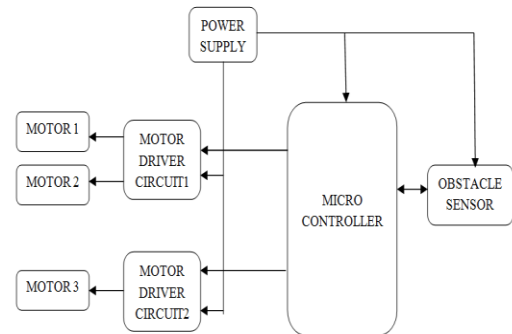 POWER
SUPPLY
MOTOR 1
MOTOR 2
MOTOR
DRIVER
CIRCUIT1
MICRO
CONTROLLER
OBSTACLE
SENSOR
MOTOR 3
MOTOR
DRIVER
CIRCUIT2